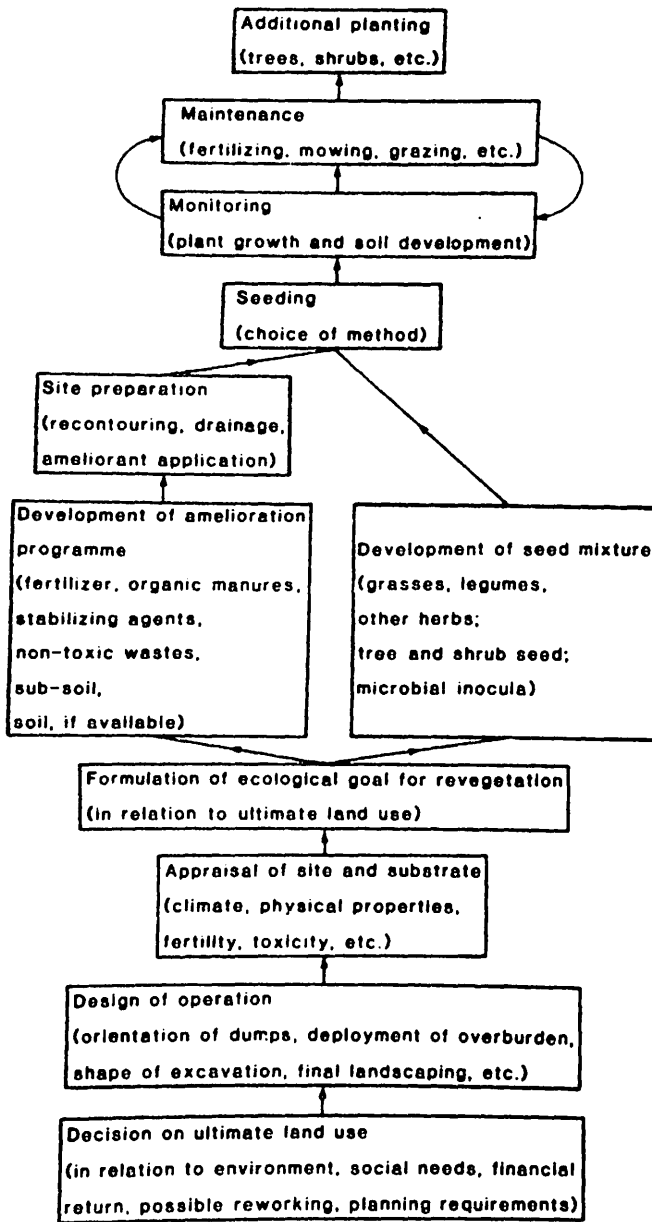 Additional planting
(trees, shrubs, etc.)
Maintenance
(fertilizing, mowing, grazing, etc.)
Monitoring
(plant growth and soil development)
Seeding
(choice of method)
Site preparation
(recontouring, drainage,
ameliorant application)
Development of amelioration
programme
(fertilizer, organic manures,
stabilizing agents,
non-toxic wastes,
sub-soil,
soil, if available)
Development of seed mixture
(grasses, legumes,
other herbs;
tree and shrub seed;
microbial inocula)
Formulation of ecological goal for revegetation
(in relation to ultimate land use)
Appraisal of site and substrate
(climate, physical properties,
fertility, toxicity, etc.)
Design of operation
(orientation of dumps, deployment of overburden,
shape of excavation, final landscaping, etc.)
Decision on ultimate land use
(in relation to environment, social needs, financial
return, possible reworking, planning requirements)